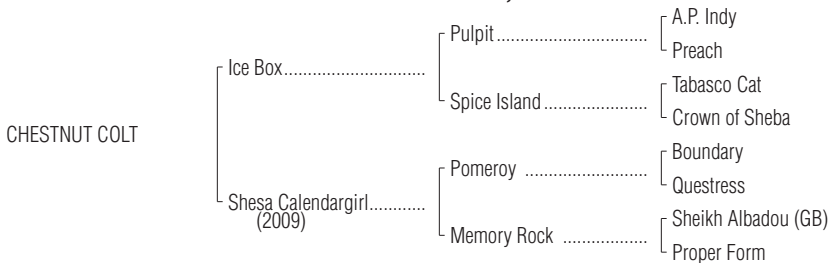 A.P. Indy
Pulpit
Preach
Ice Box
Tabasco Cat
Spice Island
Crown of Sheba
CHESTNUT COLT
Boundary
Pomeroy
Questress
Shesa Calendargirl
(2009)
Sheikh Albadou (GB)
Memory Rock
Proper Form